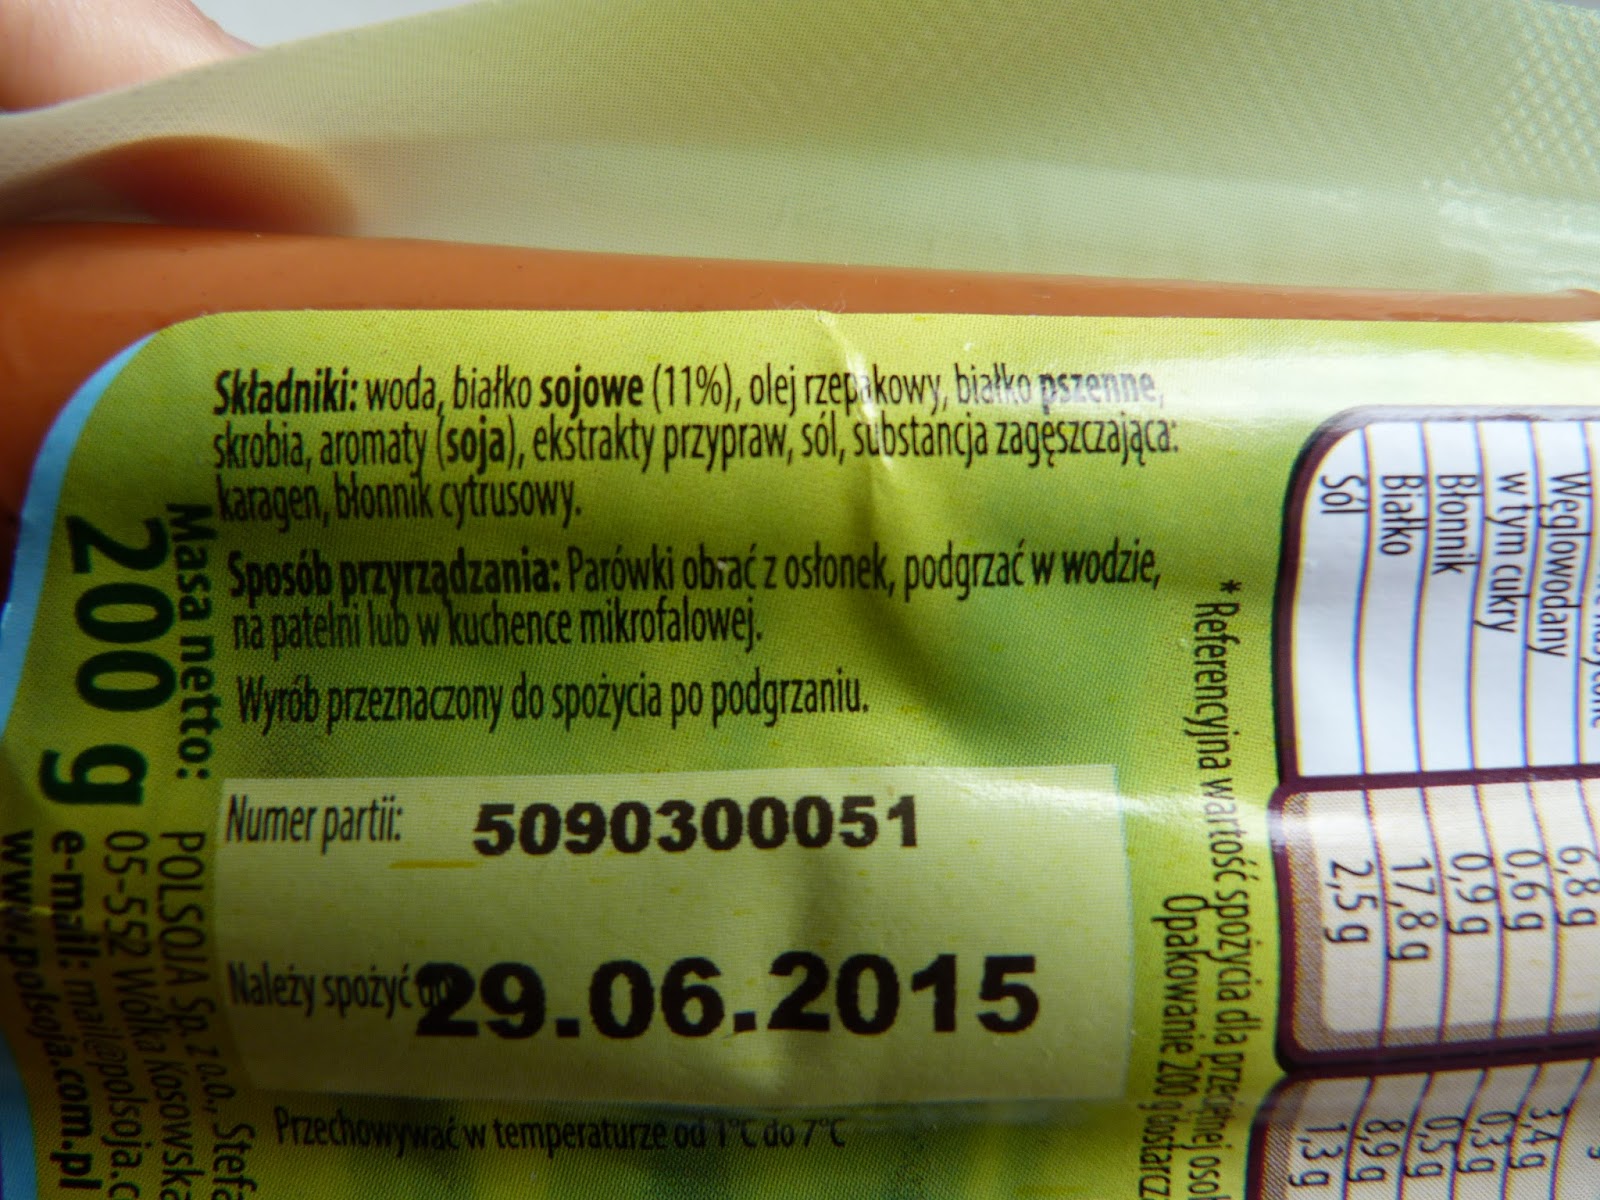 Składniki: woda, białko sojowe (11%), olej rzepakowy, białko pszenne,
skrobia, aromaty (soja), ekstrakty przypraw, sól, substancja zagęszczająca:
karagen, błonnik cytrusowy.
Sposób przyrządzania: Parówki obrać z osłonek, podgrzać w wodzie,
na patelni lub w kuchence mikrofalowej.
Wyrób przeznaczony do spożycia po podgrzaniu.
Numer partii: 5090300051
Należy spożyć do 29.06.2015
Przechowywać w temperaturze od 1°C do 7°C
Masa netto:
200 g
POLSOJA Sp. z o.o.,
05-552 Wólka Kosowska
e-mail: mail@polsoja.c
www.polsoja.com.pl
* Referencyjna wartość spożycia dla przeciętnej
Opakowanie 200 g
Węglowodany 6,8 g 3,4 g
w tym cukry 0,6 g 0,3 g
Błonnik 0,9 g 0,5 g
Białko 17,8 g 8,9 g
Sól 2,5 g 1,3 g